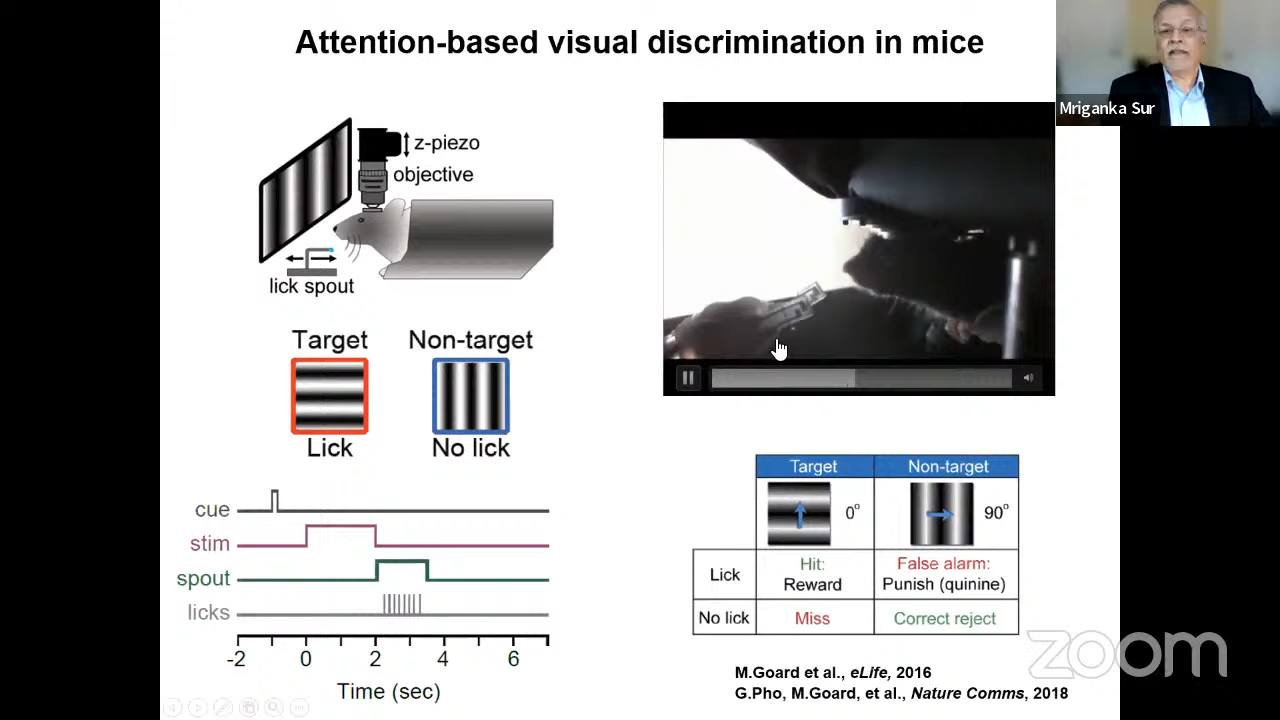 Attention-based visual discrimination in mice
Mriganka Sur
z-piezo
objective
lick spout
Target Non-target
Lick No lick
cue
stim
spout
licks
-2 0 2 4 6
Time (sec)
Target Non-target
0° 90°
Lick Hit: Reward False alarm: Punish (quinine)
No lick Miss Correct reject
M.Goard et al., eLife, 2016
G.Pho, M.Goard, et al., Nature Comms, 2018
zoom